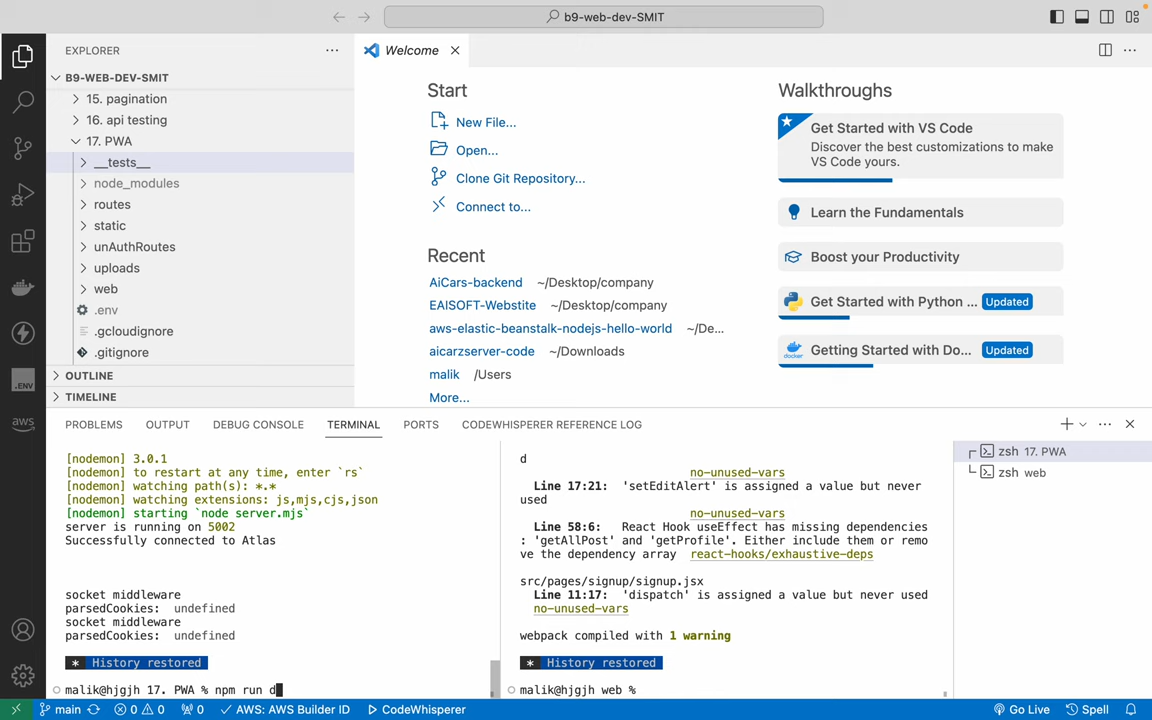 b9-web-dev-SMIT
EXPLORER
B9-WEB-DEV-SMIT
15. pagination
16. api testing
17. PWA
__tests__
node_modules
routes
static
unAuthRoutes
uploads
web
.env
.gcloudignore
.gitignore
OUTLINE
TIMELINE
.ENV
aws
Welcome
Start
New File...
Open...
Clone Git Repository...
Connect to...
Recent
AiCars-backend ~/Desktop/company
EAISOFT-Webstite ~/Desktop/company
aws-elastic-beanstalk-nodejs-hello-world ~/De...
aicarzserver-code ~/Downloads
malik /Users
More...
Walkthroughs
Get Started with VS Code
Discover the best customizations to make
VS Code yours.
Learn the Fundamentals
Boost your Productivity
Get Started with Python ... Updated
Getting Started with Do... Updated
PROBLEMS OUTPUT DEBUG CONSOLE TERMINAL PORTS CODEWHISPERER REFERENCE LOG
[nodemon] 3.0.1
[nodemon] to restart at any time, enter `rs`
[nodemon] watching path(s): *.*
[nodemon] watching extensions: js,mjs,cjs,json
[nodemon] starting `node server.mjs`
server is running on 5002
Successfully connected to Atlas
socket middleware
parsedCookies: undefined
socket middleware
parsedCookies: undefined
* History restored
malik@hjgjh 17. PWA % npm run d
d
no-unused-vars
Line 17:21: 'setEditAlert' is assigned a value but never
used
no-unused-vars
Line 58:6: React Hook useEffect has missing dependencies
: 'getAllPost' and 'getProfile'. Either include them or remo
ve the dependency array react-hooks/exhaustive-deps
src/pages/signup/signup.jsx
Line 11:17: 'dispatch' is assigned a value but never used
no-unused-vars
webpack compiled with 1 warning
* History restored
malik@hjgjh web %
zsh 17. PWA
zsh web
main 0 0 0 AWS: AWS Builder ID CodeWhisperer Go Live Spell